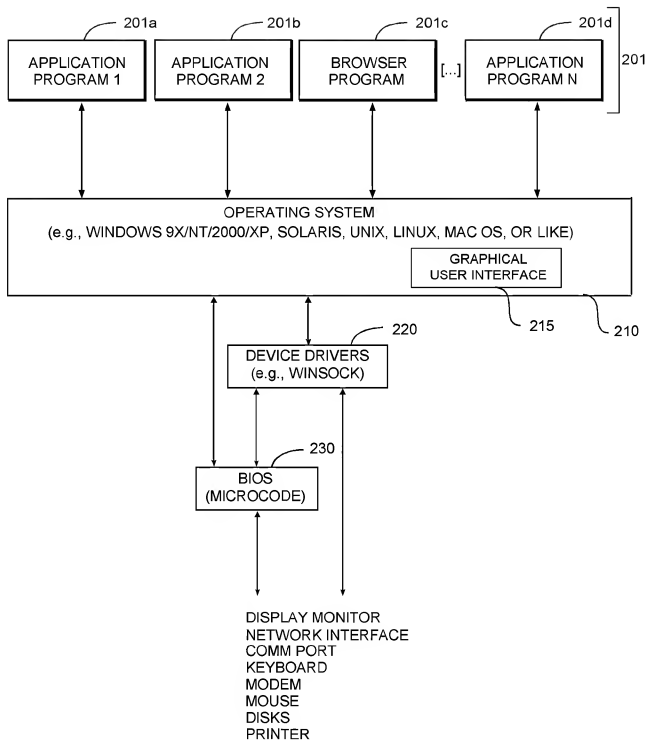 201a
201b
201c
201d
201
APPLICATION
PROGRAM 1
APPLICATION
PROGRAM 2
BROWSER
PROGRAM
[...]
APPLICATION
PROGRAM N
OPERATING SYSTEM
(e.g., WINDOWS 9X/NT/2000/XP, SOLARIS, UNIX, LINUX, MAC OS, OR LIKE)
GRAPHICAL
USER INTERFACE
215
210
220
DEVICE DRIVERS
(e.g., WINSOCK)
230
BIOS
(MICROCODE)
DISPLAY MONITOR
NETWORK INTERFACE
COMM PORT
KEYBOARD
MODEM
MOUSE
DISKS
PRINTER